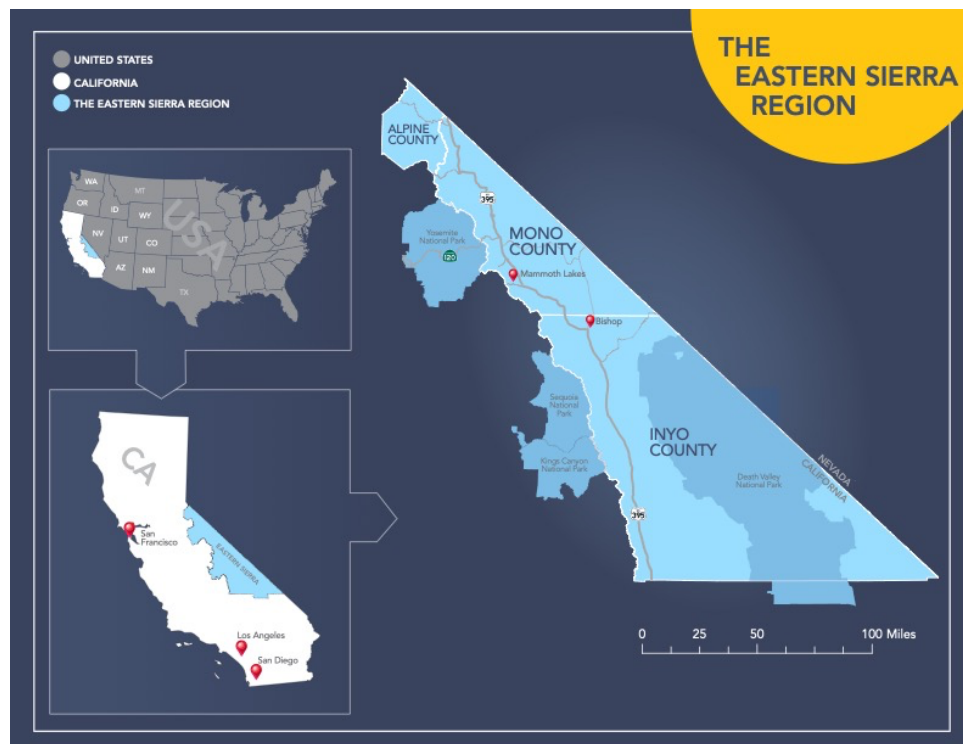 THE
EASTERN SIERRA
REGION
UNITED STATES
CALIFORNIA
THE EASTERN SIERRA REGION
WA
MT
OR
ID
WY
USA
NV
UT
CO
AZ
NM
TX
CA
San
Francisco
EASTERN SIERRA
Los Angeles
San Diego
ALPINE
COUNTY
395
Yosemite
National Park
120
MONO
COUNTY
Mammoth Lakes
Bishop
Sequoia
National
Park
Kings Canyon
National Park
INYO
COUNTY
NEVADA
CALIFORNIA
Death Valley
National Park
395
0 25 50 100 Miles